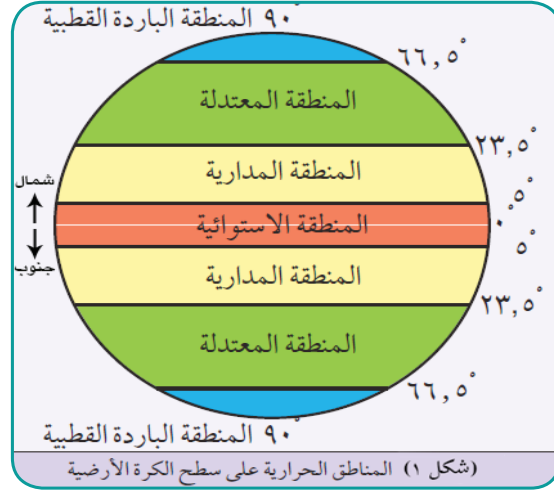 ٩٠° المنطقة الباردة القطبية
٦٦,٥°
المنطقة المعتدلة
٢٣,٥°
المنطقة المدارية
شمال
٥°
المنطقة الاستوائية
٠°
٥°
جنوب
المنطقة المدارية
٢٣,٥°
المنطقة المعتدلة
٦٦,٥°
٩٠° المنطقة الباردة القطبية
(شكل ١) المناطق الحرارية على سطح الكرة الأرضية